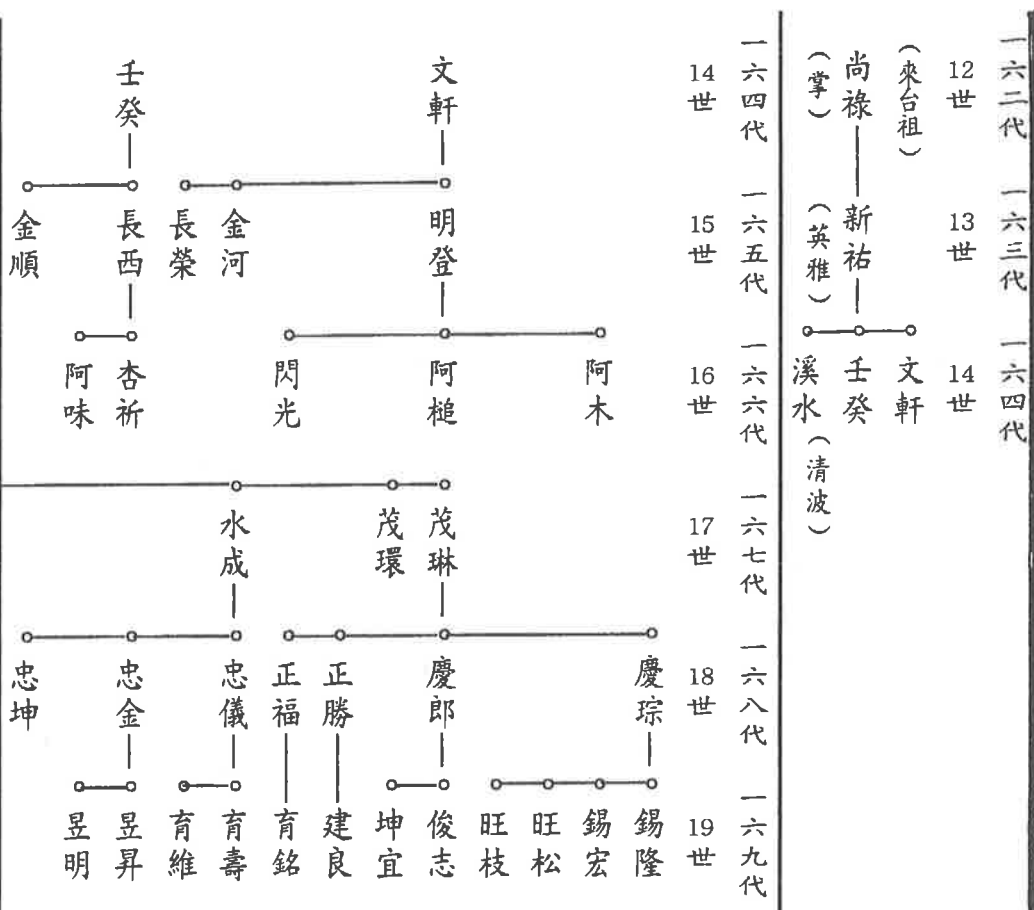 一六二代 一六三代 一六四代
12世 13世 14世
(來台祖)
文軒
尚祿 新祐 壬癸
(掌) (英雅) 溪水(清波)
一六四代 一六五代 一六六代 一六七代 一六八代 一六九代
14世 15世 16世 17世 18世 19世
慶琮 錫隆
阿木 錫宏
旺松
旺枝
文軒 明登 阿槌 茂琳 慶郎 俊志
茂環 坤宜
正勝 建良
閃光 正福 育銘
金河 水成 忠儀 育壽
長榮 育維
壬癸 長西 杏祈 忠金 昱昇
阿味 昱明
金順 忠坤